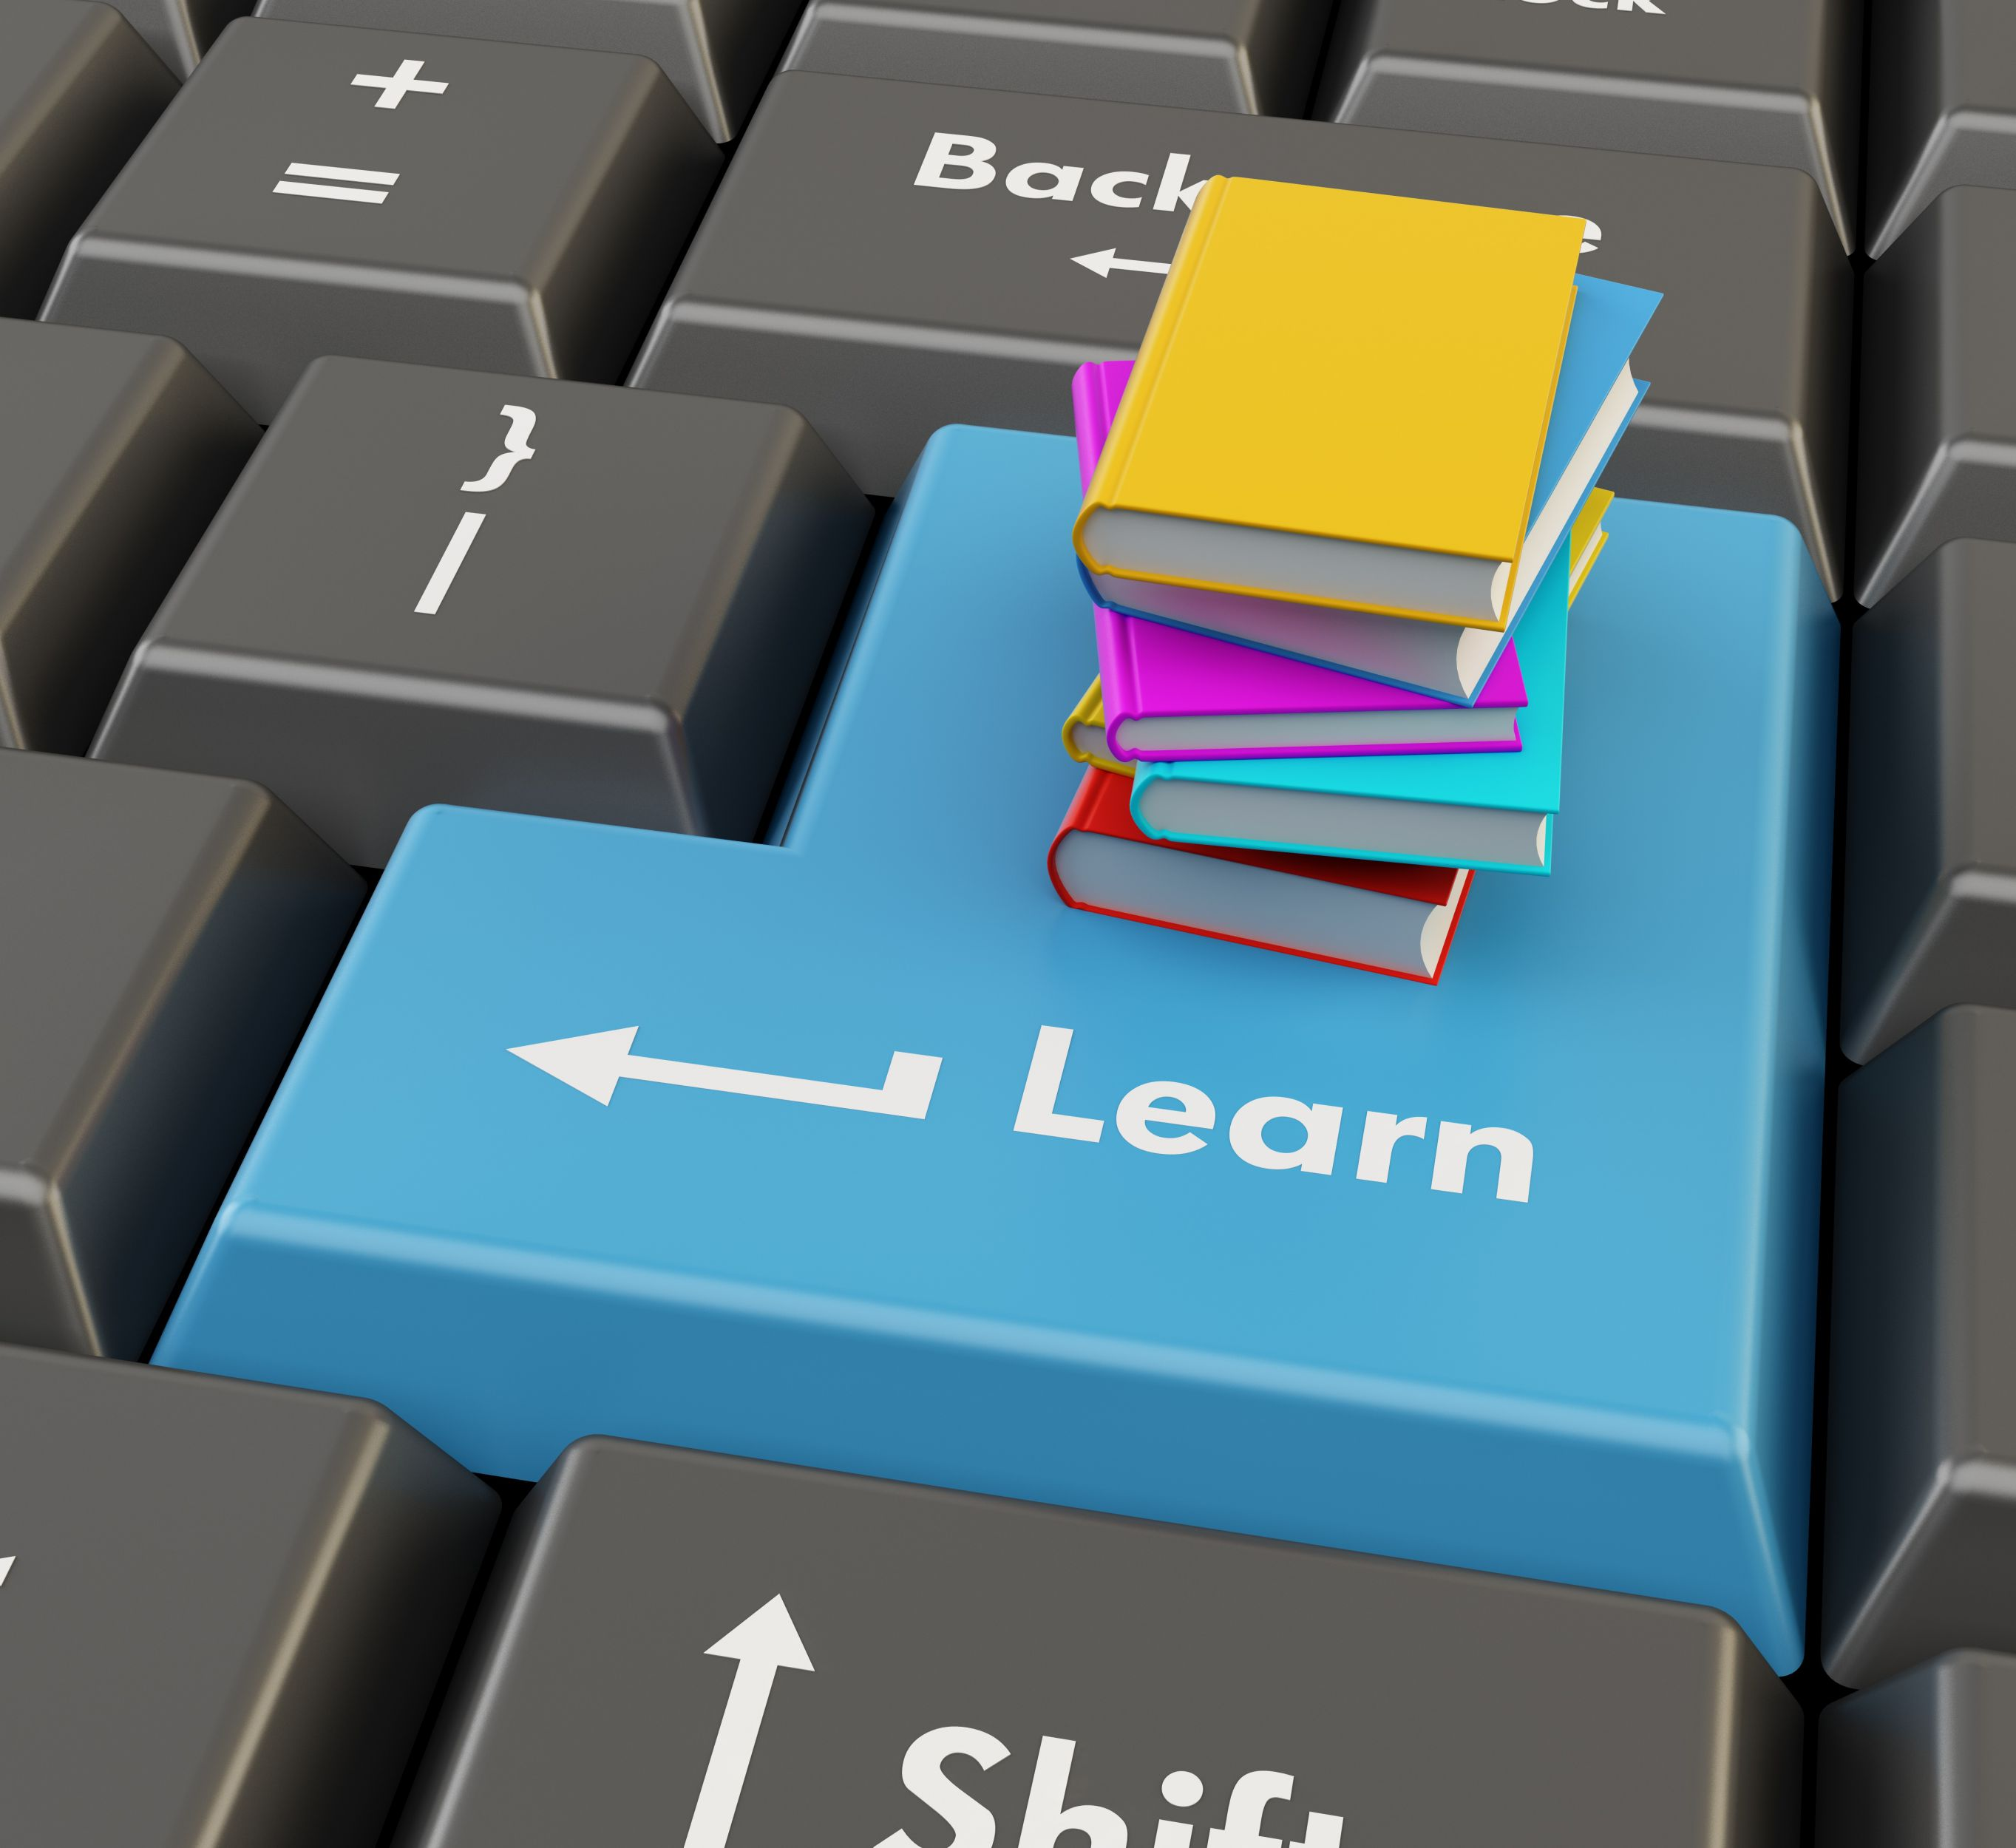 +
=
Back
}
|
Learn
Shift